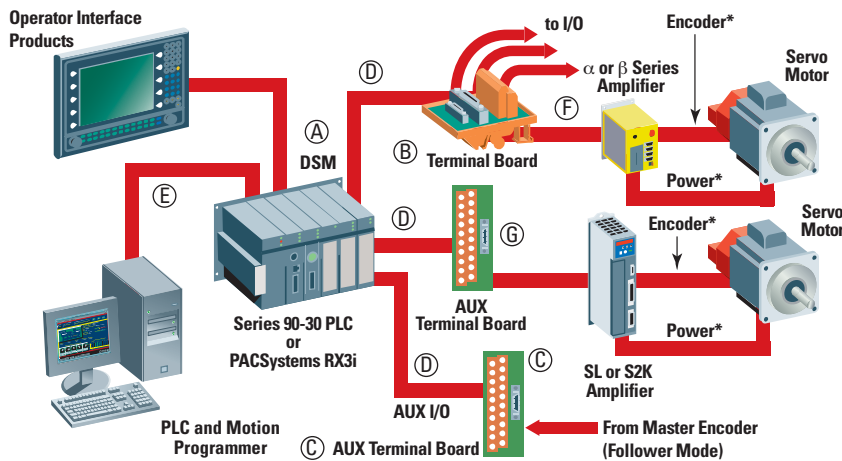 Operator Interface
Products
to I/O
Encoder*
Servo
Motor
D
α or β Series
Amplifier
F
A
DSM
B
Terminal Board
Power*
E
D
G
Encoder*
Servo
Motor
AUX
Terminal Board
Series 90-30 PLC
or
PACSystems RX3i
Power*
SL or S2K
Amplifier
D
C
AUX I/O
PLC and Motion
Programmer
C AUX Terminal Board
From Master Encoder
(Follower Mode)